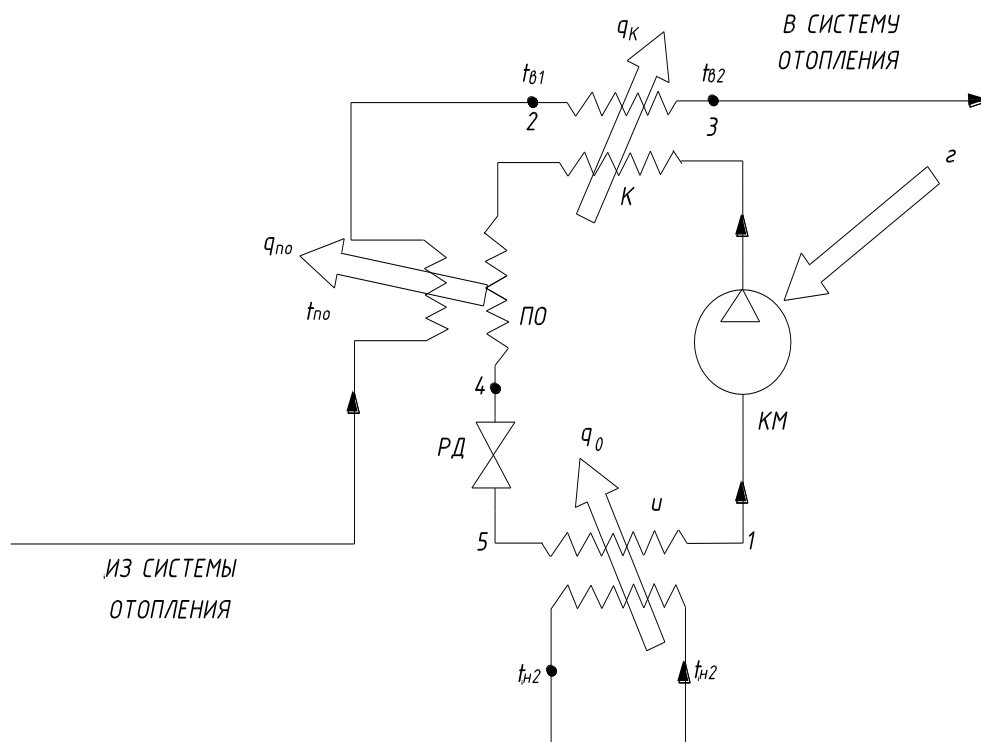 В СИСТЕМУ
ОТОПЛЕНИЯ
qК
tв1
tв2
2
3
К
г
qпо
tпо
ПО
4
КМ
РД
q0
и
5
1
ИЗ СИСТЕМЫ
ОТОПЛЕНИЯ
tн2
tн2